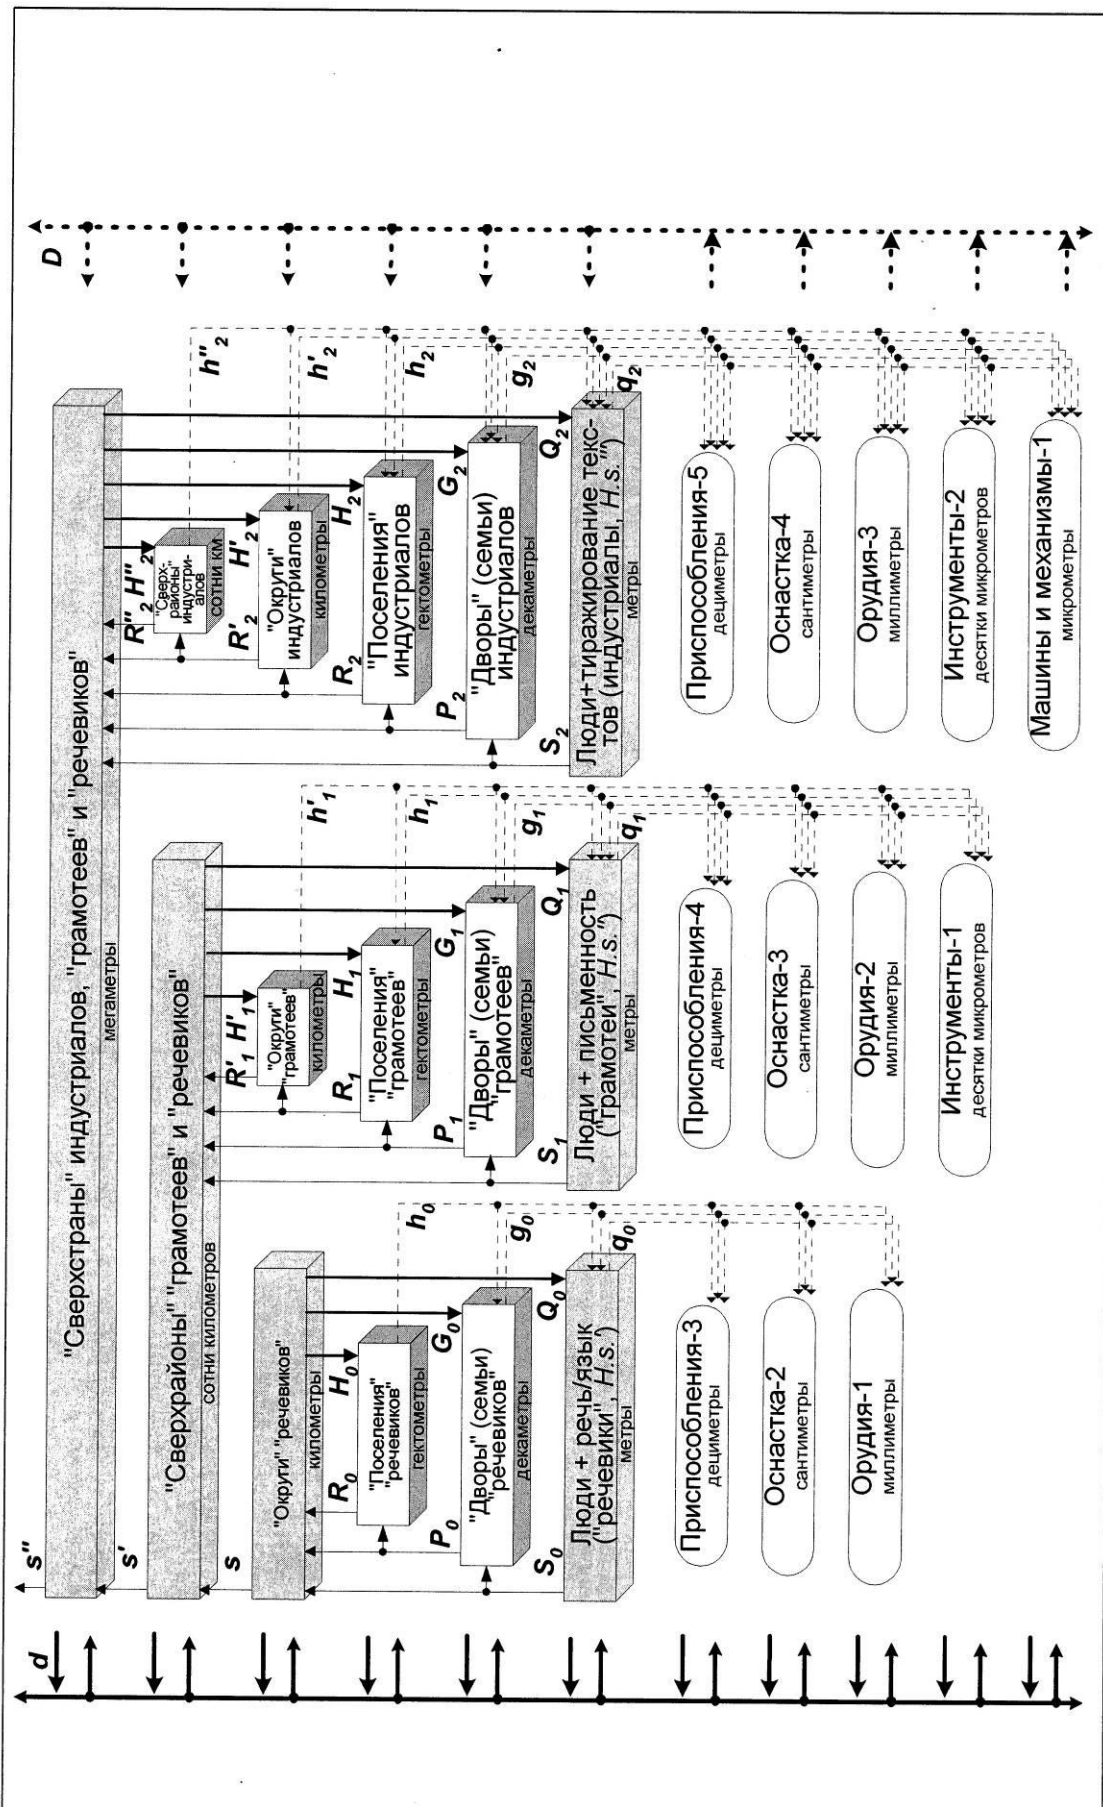 s''
"Сверхстраны" индустриалов, "грамотеев" и "речевиков"
мегаметры
D
s'
"Сверхрайоны" "грамотеев" и "речевиков"
сотни километров
R''2 H''2
"Сверх-
районы"
индустри-
алов
сотни км
h''2
s
"Округи" "речевиков"
километры
R'1 H'1
"Округи"
"грамотеев"
километры
h'1
R'2 H'2
"Округи"
индустриалов
километры
h'2
R0 H0
"Поселения"
"речевиков"
гектометры
h0
R1 H1
"Поселения"
"грамотеев"
гектометры
h1
R2 H2
"Поселения"
индустриалов
гектометры
h2
P0 G0
"Дворы" (семьи)
"речевиков"
декаметры
g0
P1 G1
"Дворы" (семьи)
"грамотеев"
декаметры
g1
P2 G2
"Дворы" (семьи)
индустриалов
декаметры
g2
S0 Q0
Люди + речь/язык
("речевики", H.s.')
метры
q0
S1 Q1
Люди + письменность
("грамотеи", H.s.'')
метры
q1
S2 Q2
Люди+тиражирование текс-
тов (индустриалы, H.s.''')
метры
q2
Приспособления-3
дециметры
Приспособления-4
дециметры
Приспособления-5
дециметры
Оснастка-2
сантиметры
Оснастка-3
сантиметры
Оснастка-4
сантиметры
Орудия-1
миллиметры
Орудия-2
миллиметры
Орудия-3
миллиметры
Инструменты-1
десятки микрометров
Инструменты-2
десятки микрометров
Машины и механизмы-1
микрометры
d